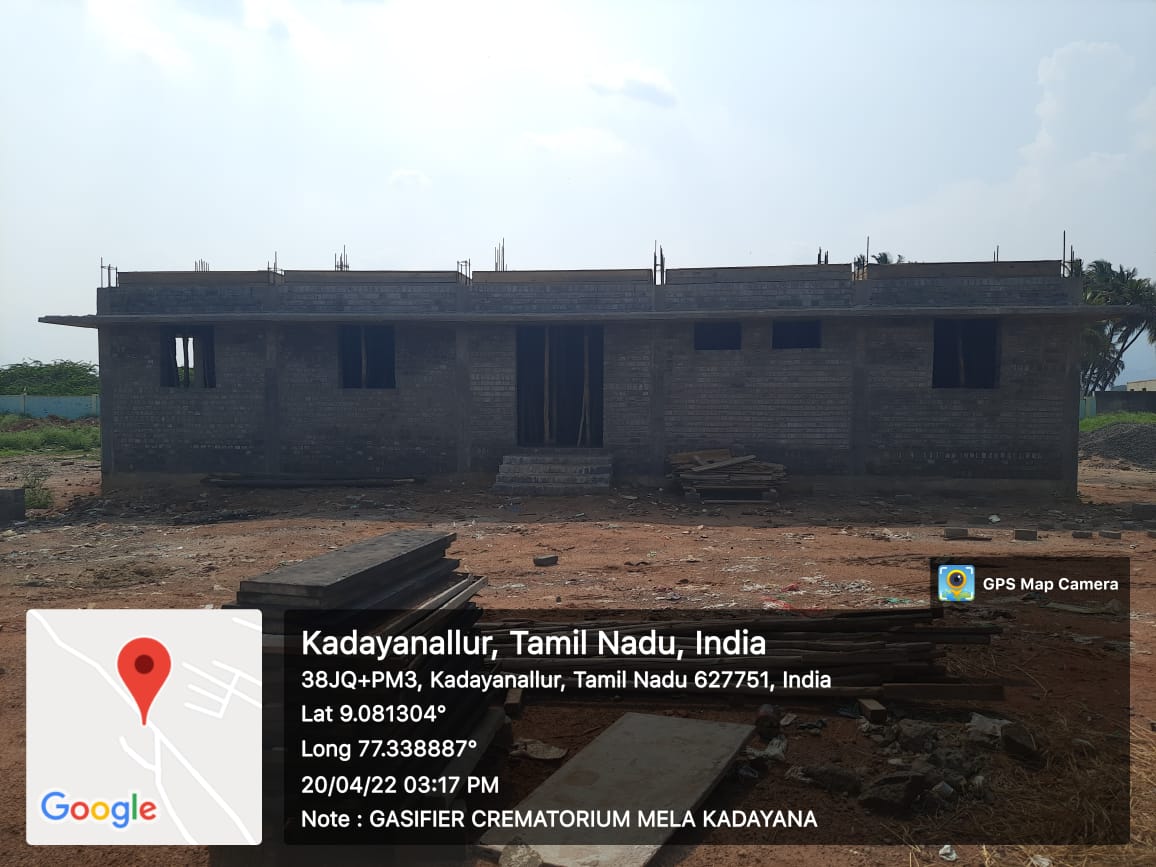 GPS Map Camera
Kadayanallur, Tamil Nadu, India
38JQ+PM3, Kadayanallur, Tamil Nadu 627751, India
Lat 9.081304°
Long 77.338887°
20/04/22 03:17 PM
Note : GASIFIER CREMATORIUM MELA KADAYANA
Google